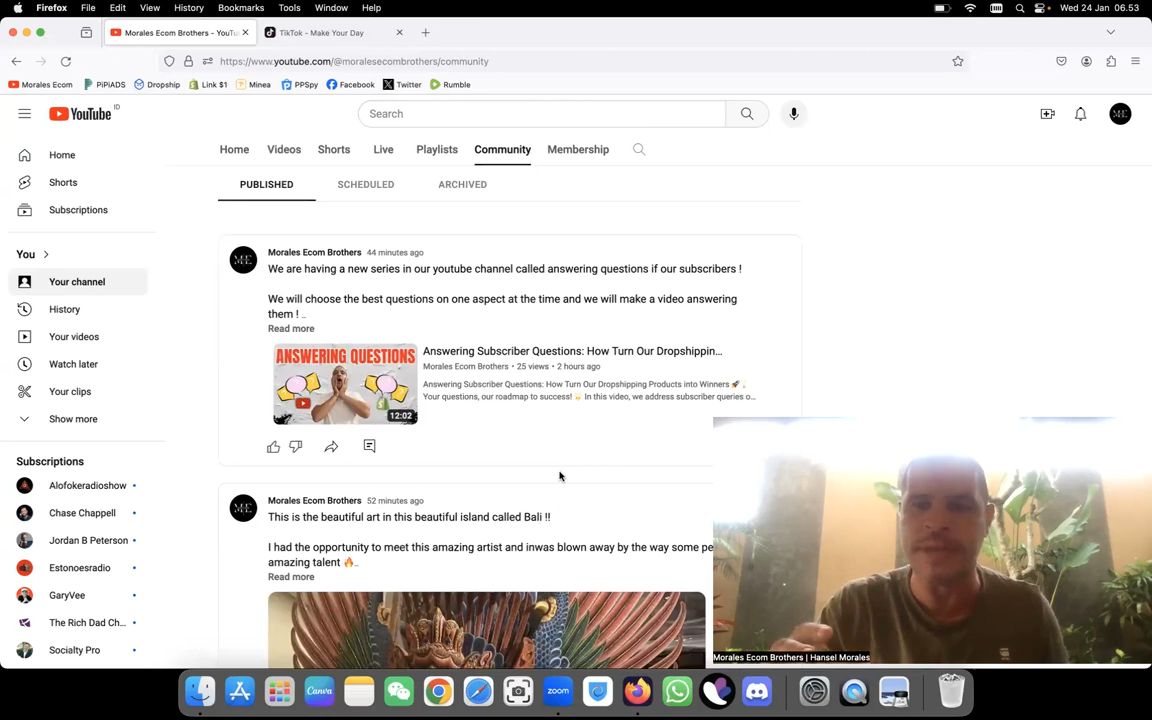 Firefox File Edit View History Bookmarks Tools Window Help Wed 24 Jan 06.53
Morales Ecom Brothers - YouTu
TikTok - Make Your Day
https://www.youtube.com/@moralesecombrothers/community
Morales Ecom PiPiADS Dropship Link $1 Minea PPSpy Facebook Twitter Rumble
YouTube ID
Search
Home Videos Shorts Live Playlists Community Membership
PUBLISHED SCHEDULED ARCHIVED
Home
Shorts
Subscriptions
You
Your channel
History
Your videos
Watch later
Your clips
Show more
Subscriptions
Alofokeradioshow
Chase Chappell
Jordan B Peterson
Estonoesradio
GaryVee
The Rich Dad Ch...
Socialty Pro
ME
Morales Ecom Brothers 44 minutes ago
We are having a new series in our youtube channel called answering questions if our subscribers !
We will choose the best questions on one aspect at the time and we will make a video answering
them ! ..
Read more
ANSWERING QUESTIONS
12:02
Answering Subscriber Questions: How Turn Our Dropshippin...
Morales Ecom Brothers • 25 views • 2 hours ago
Answering Subscriber Questions: How Turn Our Dropshipping Products into Winners 🚀
Your questions, our roadmap to success! In this video, we address subscriber queries o...
ME
Morales Ecom Brothers 52 minutes ago
This is the beautiful art in this beautiful island called Bali !!
I had the opportunity to meet this amazing artist and inwas blown away by the way some pe
amazing talent 🔥..
Read more
Morales Ecom Brothers | Hansel Morales
Canva
zoom